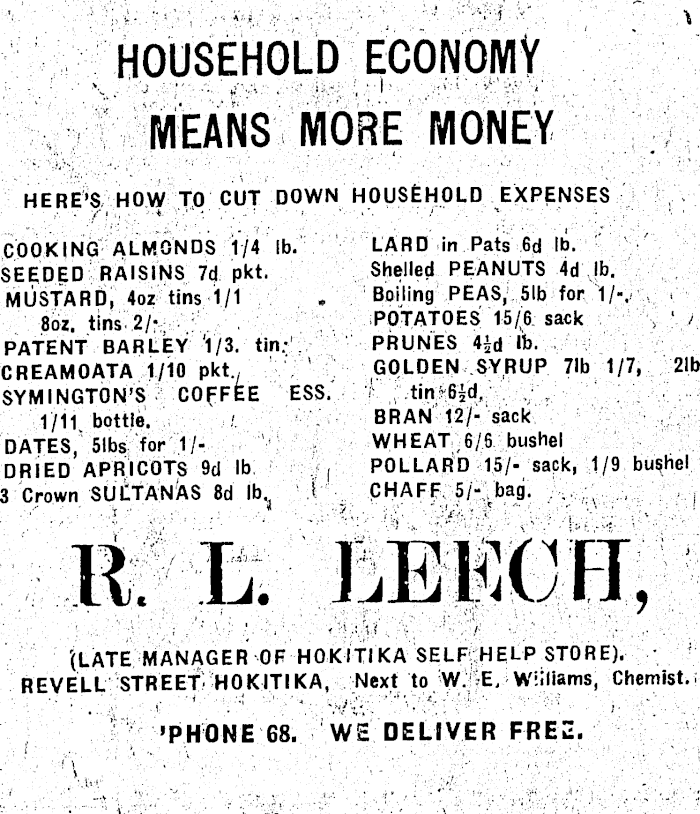 HOUSEHOLD ECONOMY
MEANS MORE MONEY
HERE'S HOW TO CUT DOWN HOUSEHOLD EXPENSES
COOKING ALMONDS 1/4 lb.
SEEDED RAISINS 7d pkt.
MUSTARD, 4oz tins 1/1
8oz. tins 2/-
PATENT BARLEY 1/3. tin.
CREAMOATA 1/10 pkt.
SYMINGTON'S COFFEE ESS.
1/11 bottle.
DATES, 5lbs for 1/-
DRIED APRICOTS 9d lb
3 Crown SULTANAS 8d lb.
LARD in Pats 6d lb.
Shelled PEANUTS 4d lb.
Boiling PEAS, 5lb for 1/-.
POTATOES 15/6 sack
PRUNES 4½d lb.
GOLDEN SYRUP 7lb 1/7, 2lb
tin 6½d.
BRAN 12/- sack
WHEAT 6/6 bushel
POLLARD 15/- sack, 1/9 bushel
CHAFF 5/- bag.
R. L. LEECH,
(LATE MANAGER OF HOKITIKA SELF HELP STORE).
REVELL STREET HOKITIKA, Next to W. E. Williams, Chemist.
'PHONE 68. WE DELIVER FREE.